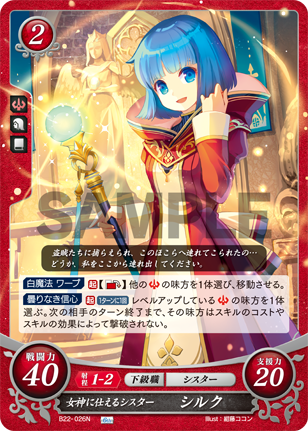 2
SAMPLE
盗賊たちに捕らえられ、このほこらへ連れてこられたの…
どうか、私をここから連れ出してください。
白魔法 ワープ 起【】他の の味方を1体選び、移動させる。
曇りなき信心 起【1ターンに1回】レベルアップしている の味方を1体
選ぶ。次の相手のターン終了まで、その味方はスキルのコストや
スキルの効果によって撃破されない。
戦闘力 40
射程 1-2 下級職 シスター
支援力 20
B22-026N
女神に仕えるシスター シルク
Illust:紺藤ココン